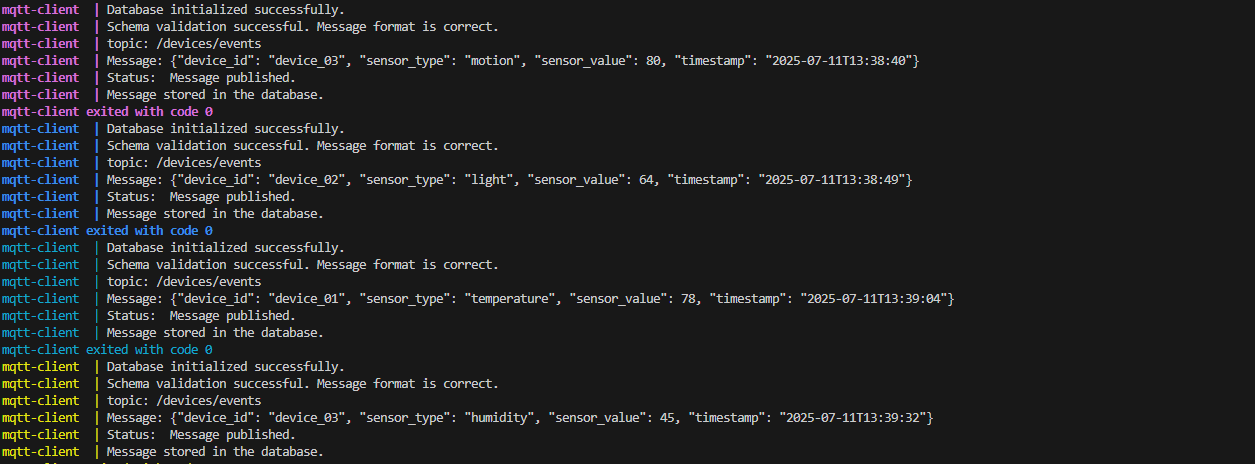 mqtt-client  | Database initialized successfully.
mqtt-client  | Schema validation successful. Message format is correct.
mqtt-client  | topic: /devices/events
mqtt-client  | Message: {"device_id": "device_03", "sensor_type": "motion", "sensor_value": 80, "timestamp": "2025-07-11T13:38:40"}
mqtt-client  | Status:  Message published.
mqtt-client  | Message stored in the database.
mqtt-client exited with code 0
mqtt-client  | Database initialized successfully.
mqtt-client  | Schema validation successful. Message format is correct.
mqtt-client  | topic: /devices/events
mqtt-client  | Message: {"device_id": "device_02", "sensor_type": "light", "sensor_value": 64, "timestamp": "2025-07-11T13:38:49"}
mqtt-client  | Status:  Message published.
mqtt-client  | Message stored in the database.
mqtt-client exited with code 0
mqtt-client  | Database initialized successfully.
mqtt-client  | Schema validation successful. Message format is correct.
mqtt-client  | topic: /devices/events
mqtt-client  | Message: {"device_id": "device_01", "sensor_type": "temperature", "sensor_value": 78, "timestamp": "2025-07-11T13:39:04"}
mqtt-client  | Status:  Message published.
mqtt-client  | Message stored in the database.
mqtt-client exited with code 0
mqtt-client  | Database initialized successfully.
mqtt-client  | Schema validation successful. Message format is correct.
mqtt-client  | topic: /devices/events
mqtt-client  | Message: {"device_id": "device_03", "sensor_type": "humidity", "sensor_value": 45, "timestamp": "2025-07-11T13:39:32"}
mqtt-client  | Status:  Message published.
mqtt-client  | Message stored in the database.